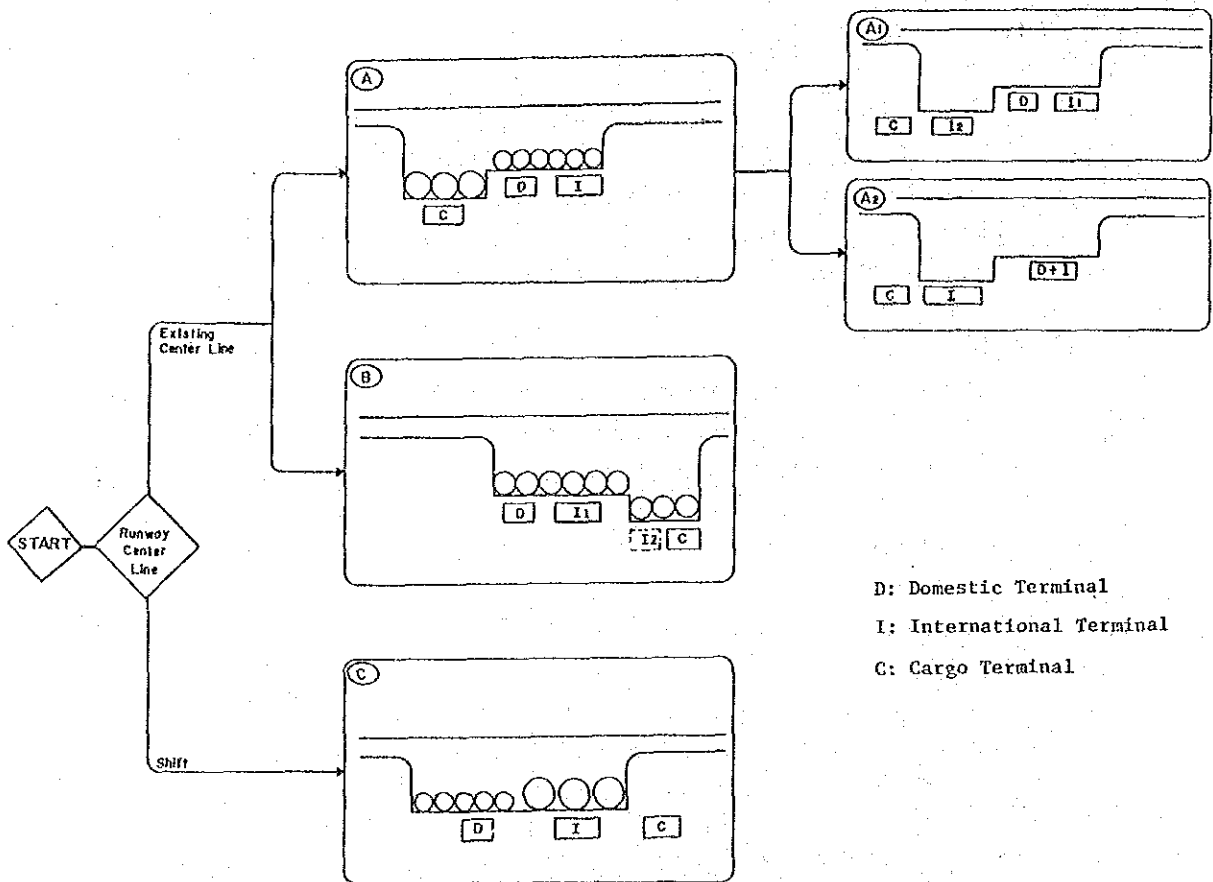 START
Runway
Center
Line
Existing
Center Line
Shift
A
D
I
C
B
D
I1
I2
C
C
D
I
C
A1
C
I2
D
I1
A2
C
I
D+I
D: Domestic Terminal
I: International Terminal
C: Cargo Terminal